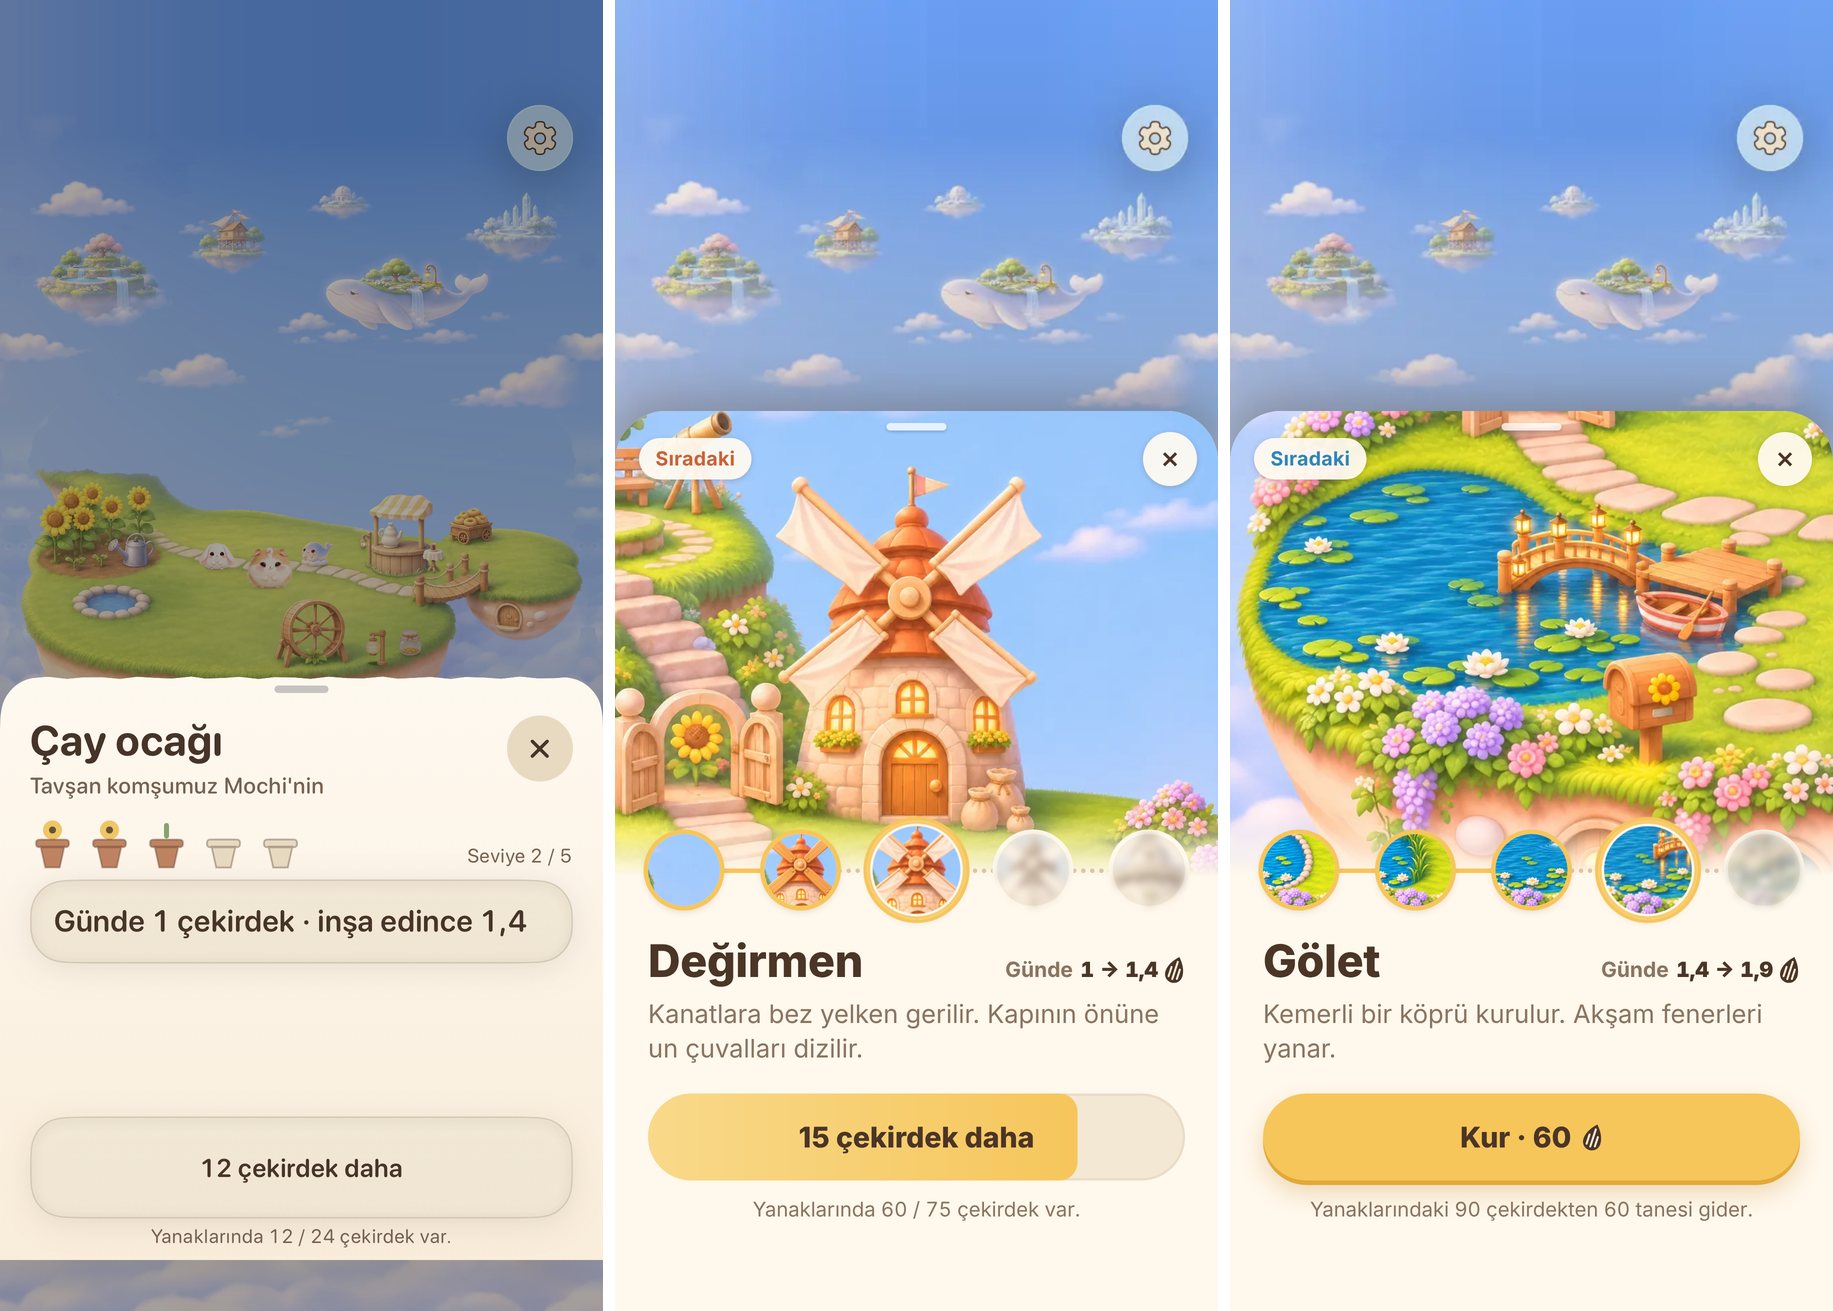 Çay ocağı
Tavşan komşumuz Mochi'nin
Seviye 2 / 5
Günde 1 çekirdek · inşa edince 1,4
12 çekirdek daha
Yanaklarında 12 / 24 çekirdek var.
Sıradaki
Değirmen
Günde 1 → 1,4
Kanatlara bez yelken gerilir. Kapının önüne
un çuvalları dizilir.
15 çekirdek daha
Yanaklarında 60 / 75 çekirdek var.
Sıradaki
Gölet
Günde 1,4 → 1,9
Kemerli bir köprü kurulur. Akşam fenerleri
yanar.
Kur · 60
Yanaklarındaki 90 çekirdekten 60 tanesi gider.